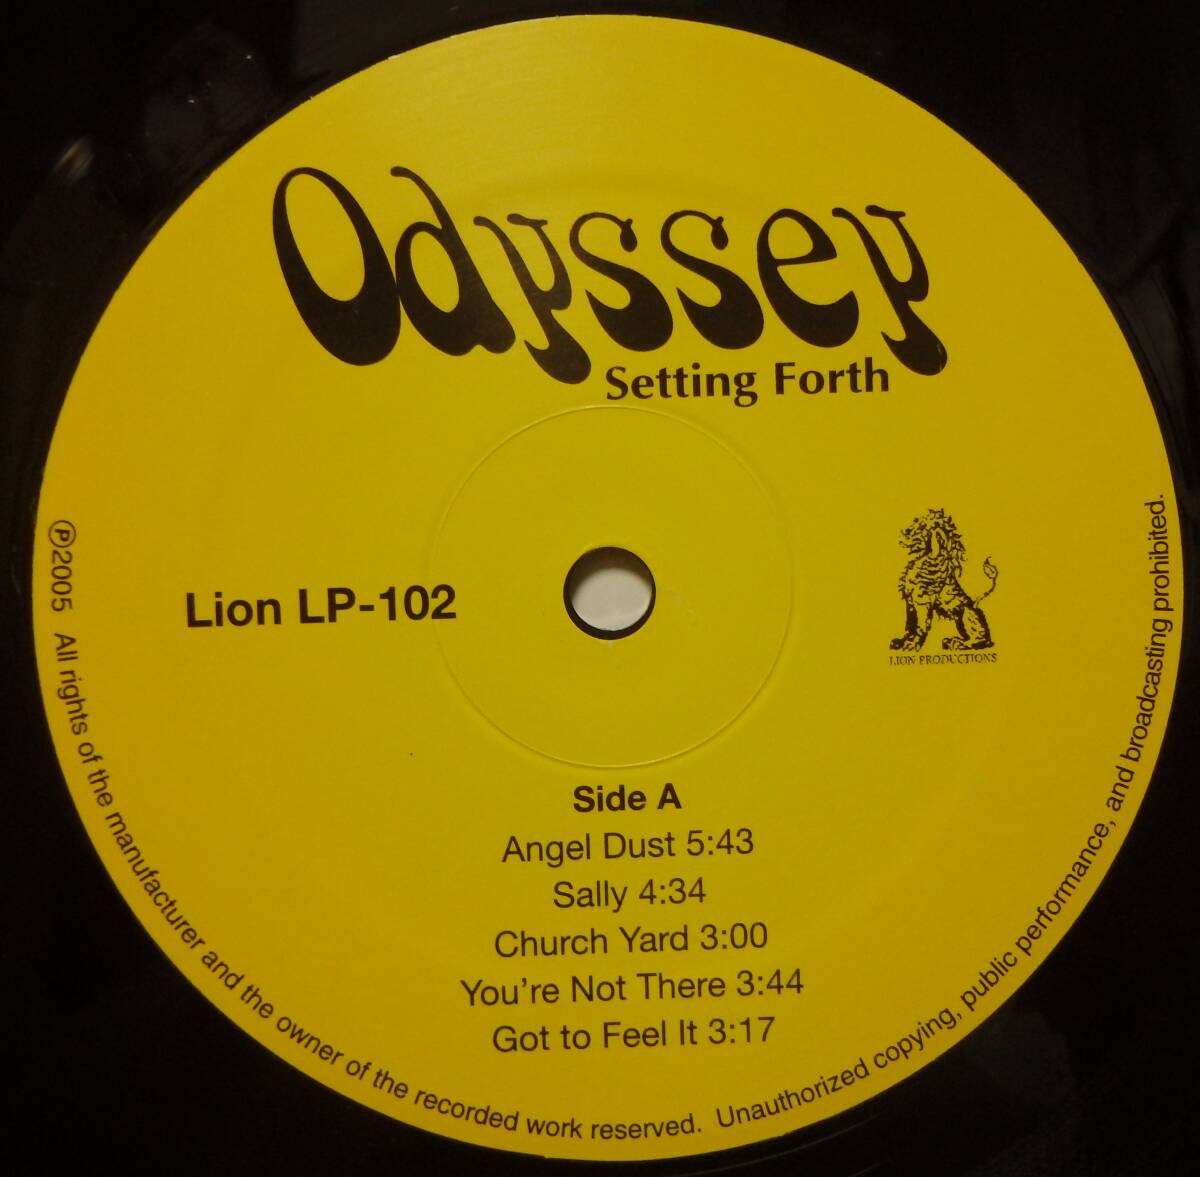 Odyssey
Setting Forth
Lion LP-102
LION PRODUCTIONS
Side A
Angel Dust 5:43
Sally 4:34
Church Yard 3:00
You're Not There 3:44
Got to Feel It 3:17
℗2005 All rights of the manufacturer and the owner of the recorded work reserved. Unauthorized copying, public performance, and broadcasting prohibited.